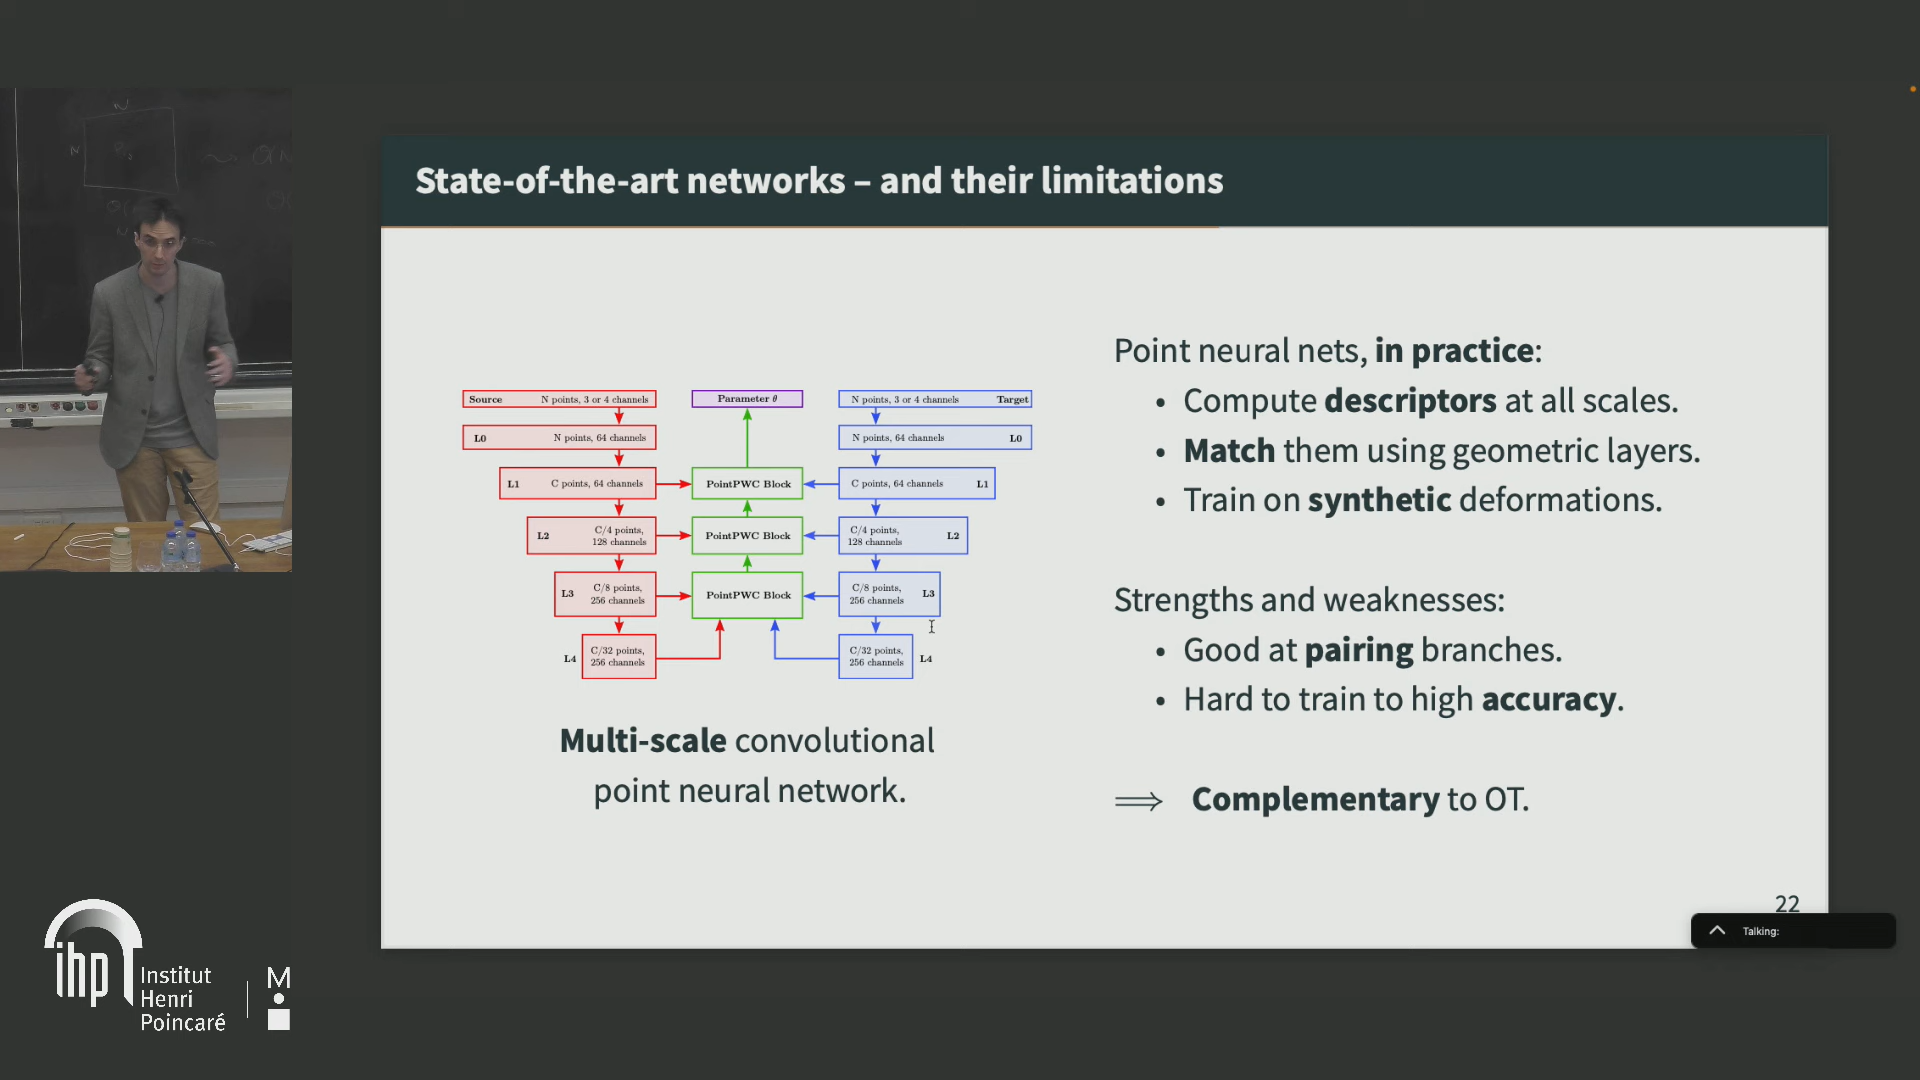 State-of-the-art networks – and their limitations
Source N points, 3 or 4 channels
Parameter θ
N points, 3 or 4 channels Target
L0 N points, 64 channels
N points, 64 channels L0
L1 C points, 64 channels
PointPWC Block
C points, 64 channels L1
L2 C/4 points,
128 channels
PointPWC Block
C/4 points,
128 channels L2
L3 C/8 points,
256 channels
PointPWC Block
C/8 points,
256 channels L3
L4 C/32 points,
256 channels
C/32 points,
256 channels L4
Multi-scale convolutional
point neural network.
Point neural nets, in practice:
• Compute descriptors at all scales.
• Match them using geometric layers.
• Train on synthetic deformations.
Strengths and weaknesses:
• Good at pairing branches.
• Hard to train to high accuracy.
⟹ Complementary to OT.
22
Talking:
ihp Institut
Henri
Poincaré
M
N
N